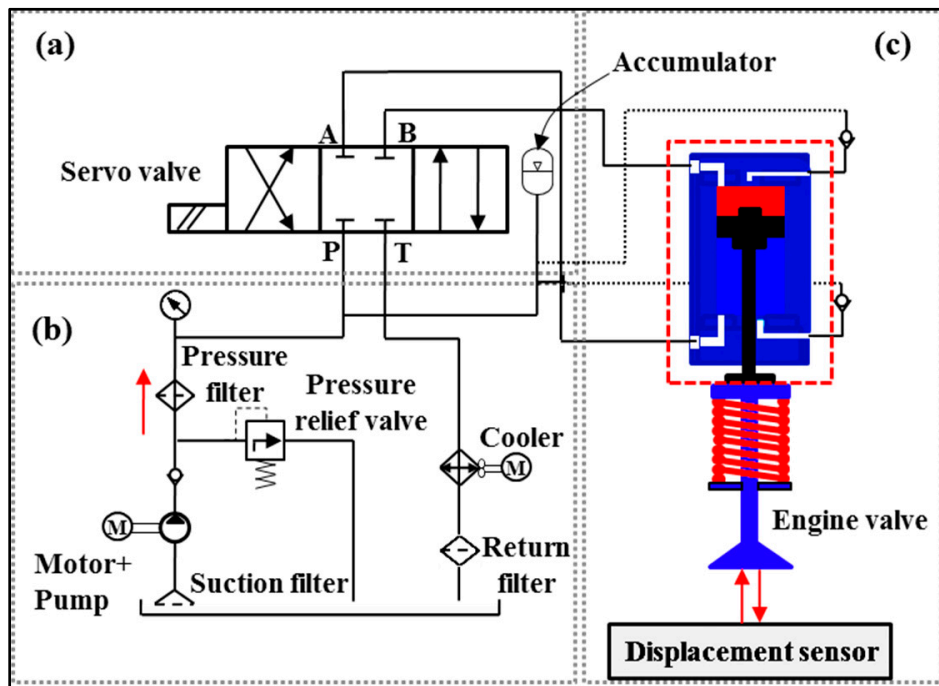 (a)
(c)
Accumulator
A
B
Servo valve
P
T
(b)
Pressure
filter
Pressure
relief valve
Cooler
M
M
Motor+
Pump
Suction filter
Return
filter
Engine valve
Displacement sensor